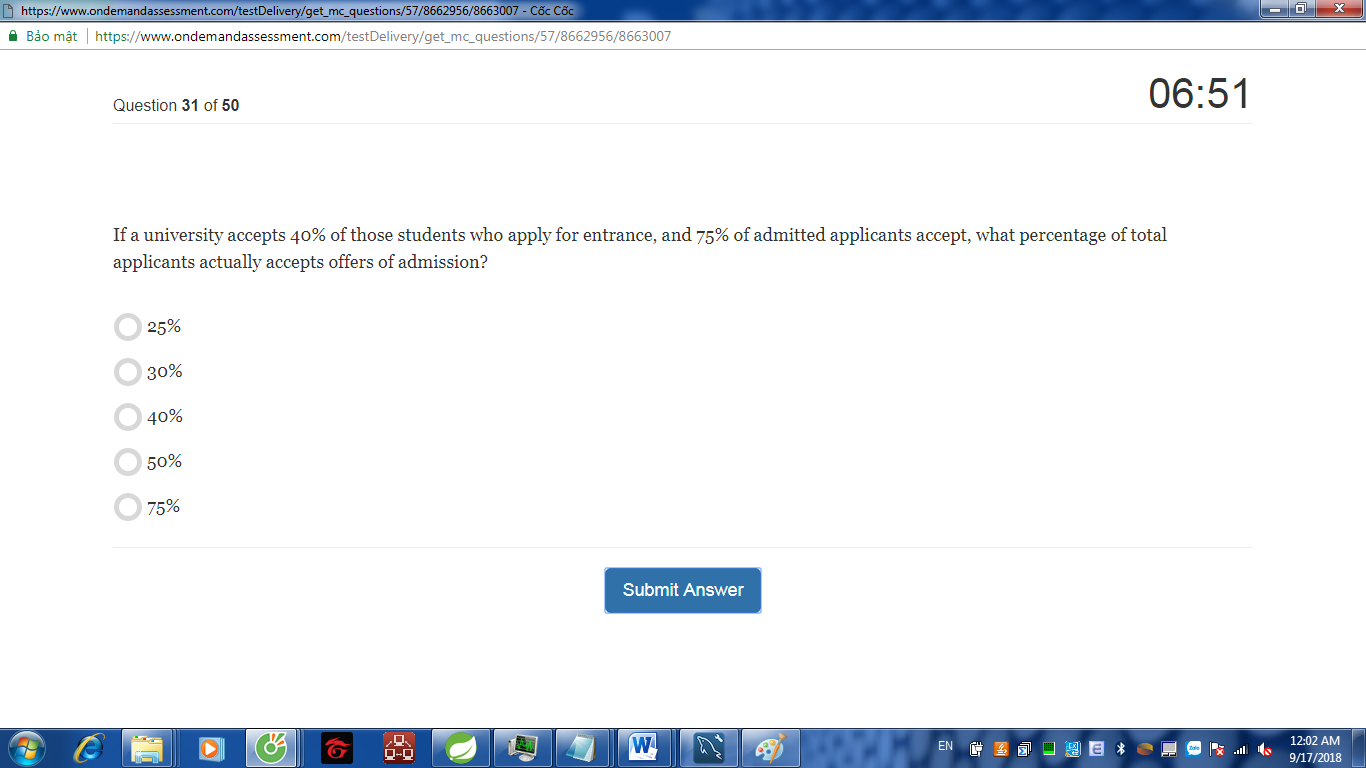 https://www.ondemandassessment.com/testDelivery/get_mc_questions/57/8662956/8663007 - Cốc Cốc
Bảo mật https://www.ondemandassessment.com/testDelivery/get_mc_questions/57/8662956/8663007
06:51
Question 31 of 50
If a university accepts 40% of those students who apply for entrance, and 75% of admitted applicants accept, what percentage of total
applicants actually accepts offers of admission?
25%
30%
40%
50%
75%
Submit Answer
EN
12:02 AM
9/17/2018